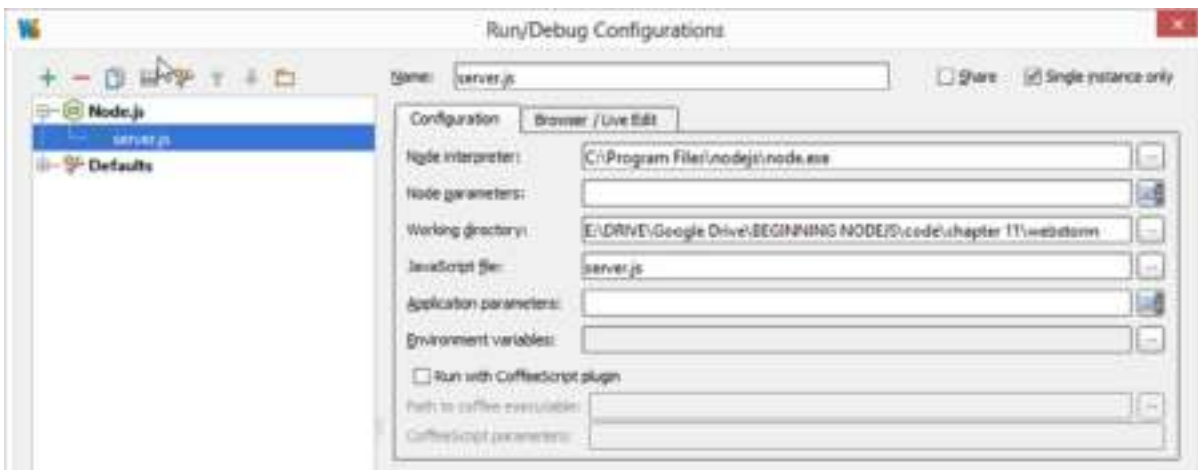 Run/Debug Configurations
Name: server.js
Share
Single instance only
Node.js
server.js
Defaults
Configuration
Browser / Live Edit
Node interpreter: C:\Program Files\nodejs\node.exe
Node parameters:
Working directory: E:\DRIVE\Google Drive\BEGINNING NODEJS\code\chapter 11\webstorm
JavaScript file: server.js
Application parameters:
Environment variables:
Run with CoffeeScript plugin
Path to coffee executable:
CoffeeScript parameters: